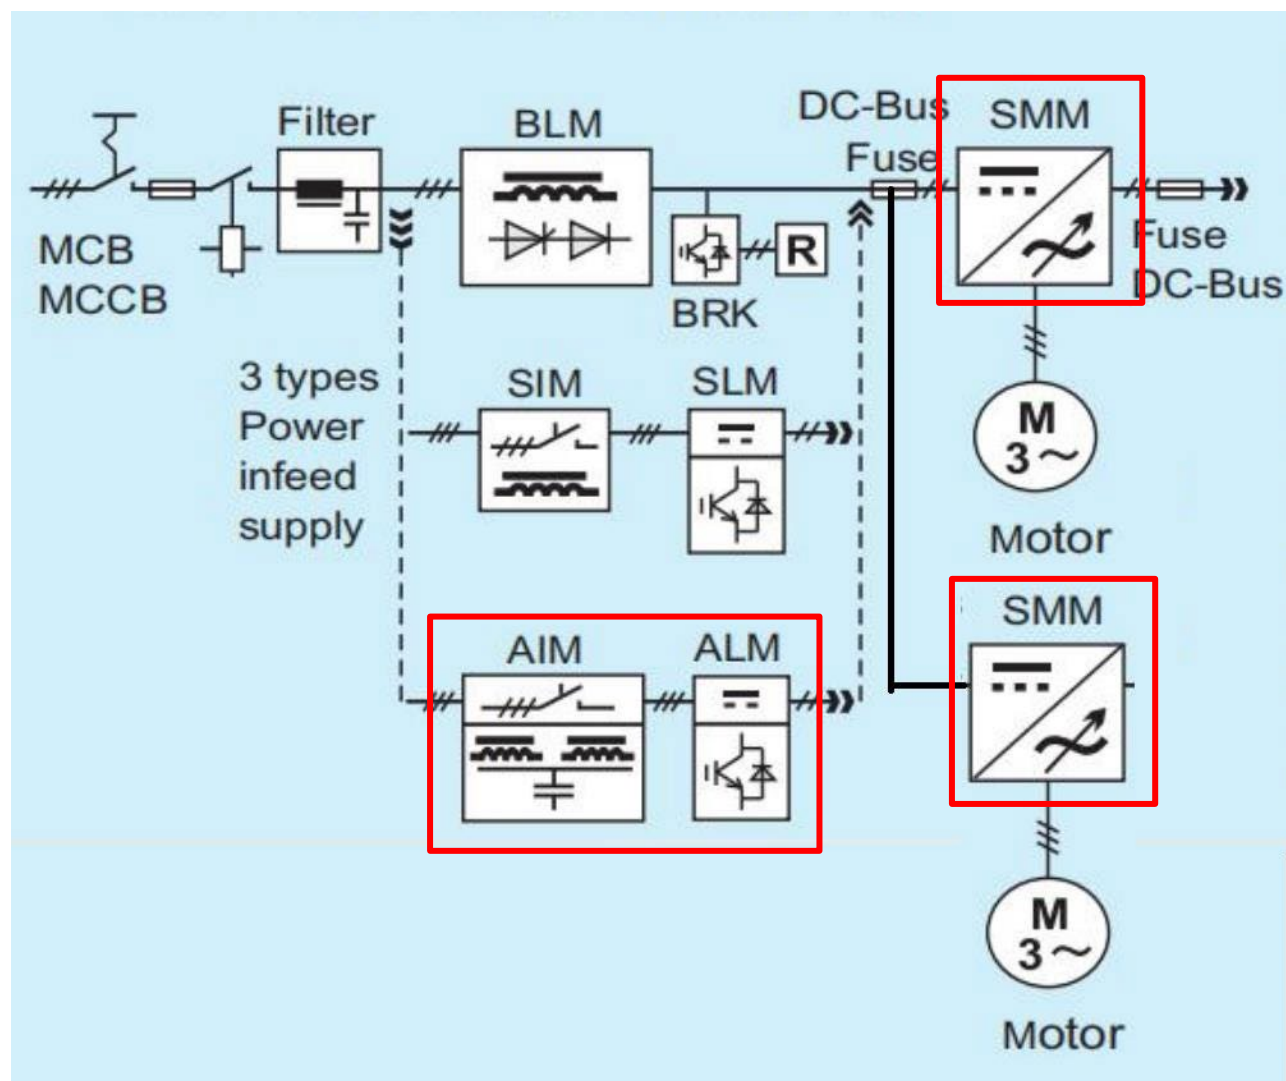 Filter
BLM
DC-Bus
Fuse
SMM
MCB
MCCB
R
BRK
Fuse
DC-Bus
3 types
Power
infeed
supply
SIM
SLM
M
3~
Motor
AIM
ALM
SMM
M
3~
Motor